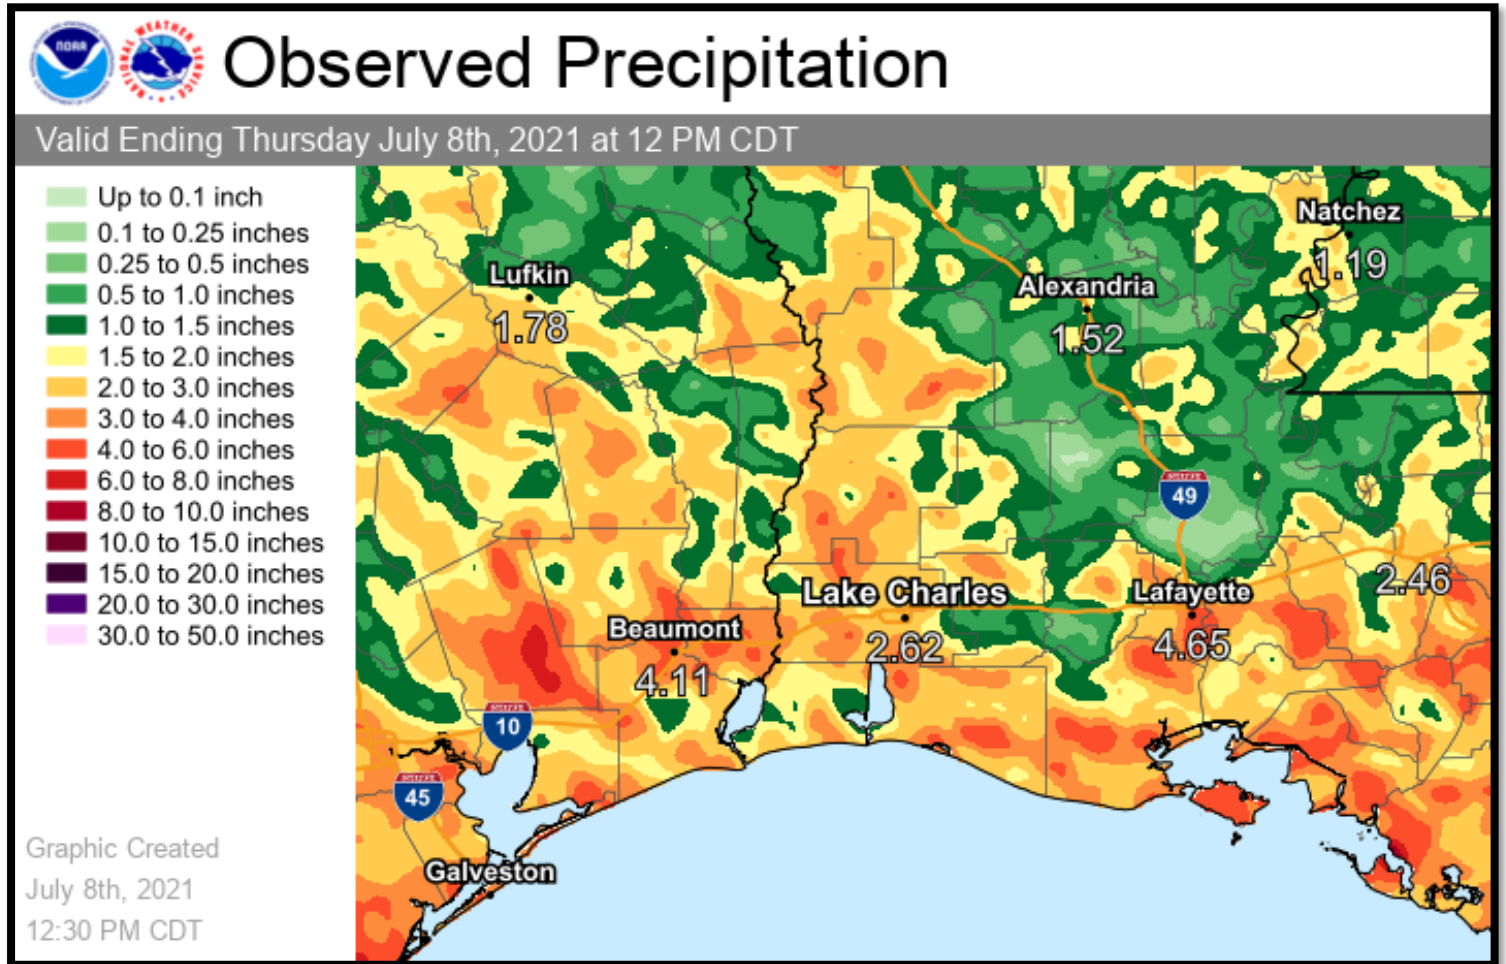 NOAA
NATIONAL WEATHER SERVICE
Observed Precipitation
Valid Ending Thursday July 8th, 2021 at 12 PM CDT
Up to 0.1 inch
0.1 to 0.25 inches
0.25 to 0.5 inches
0.5 to 1.0 inches
1.0 to 1.5 inches
1.5 to 2.0 inches
2.0 to 3.0 inches
3.0 to 4.0 inches
4.0 to 6.0 inches
6.0 to 8.0 inches
8.0 to 10.0 inches
10.0 to 15.0 inches
15.0 to 20.0 inches
20.0 to 30.0 inches
30.0 to 50.0 inches
Graphic Created
July 8th, 2021
12:30 PM CDT
Natchez
1.19
Lufkin
1.78
Alexandria
1.52
49
2.46
Lake Charles
2.62
Lafayette
4.65
Beaumont
4.11
10
45
Galveston